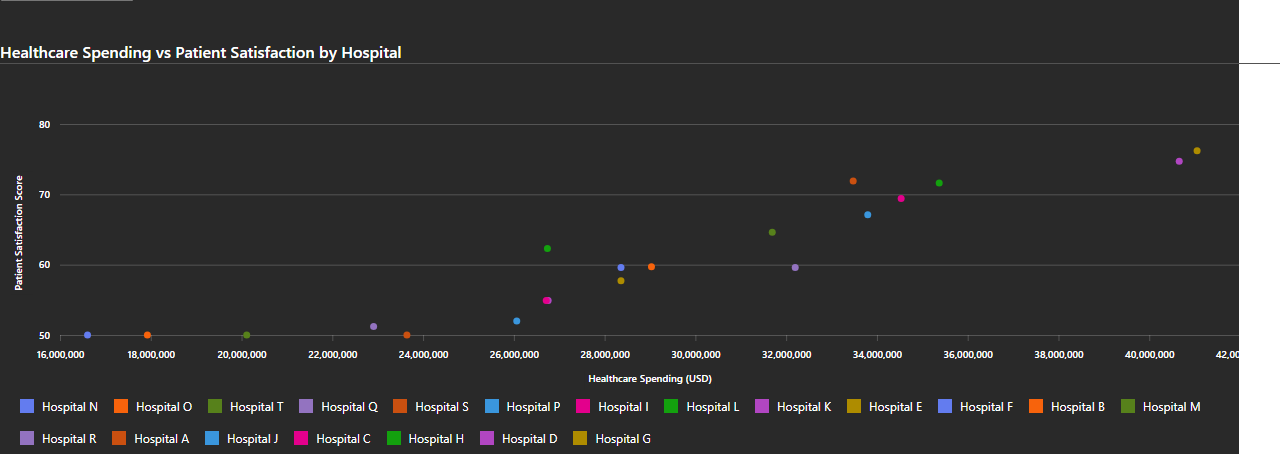 Healthcare Spending vs Patient Satisfaction by Hospital
80
70
60
50
Patient Satisfaction Score
16,000,000 18,000,000 20,000,000 22,000,000 24,000,000 26,000,000 28,000,000 30,000,000 32,000,000 34,000,000 36,000,000 38,000,000 40,000,000 42,00
Healthcare Spending (USD)
Hospital N Hospital O Hospital T Hospital Q Hospital S Hospital P Hospital I Hospital L Hospital K Hospital E Hospital F Hospital B Hospital M
Hospital R Hospital A Hospital J Hospital C Hospital H Hospital D Hospital G